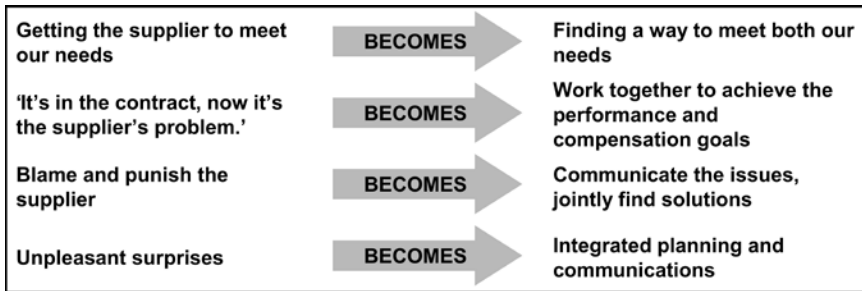 Getting the supplier to meet
our needs
BECOMES
Finding a way to meet both our
needs
‘It’s in the contract, now it’s
the supplier’s problem.’
BECOMES
Work together to achieve the
performance and
compensation goals
Blame and punish the
supplier
BECOMES
Communicate the issues,
jointly find solutions
Unpleasant surprises
BECOMES
Integrated planning and
communications